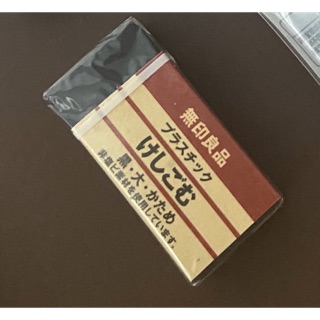 無印良品
プラスチック
けしごむ
黒・大・かため
非塩ビ素材を使用しています。